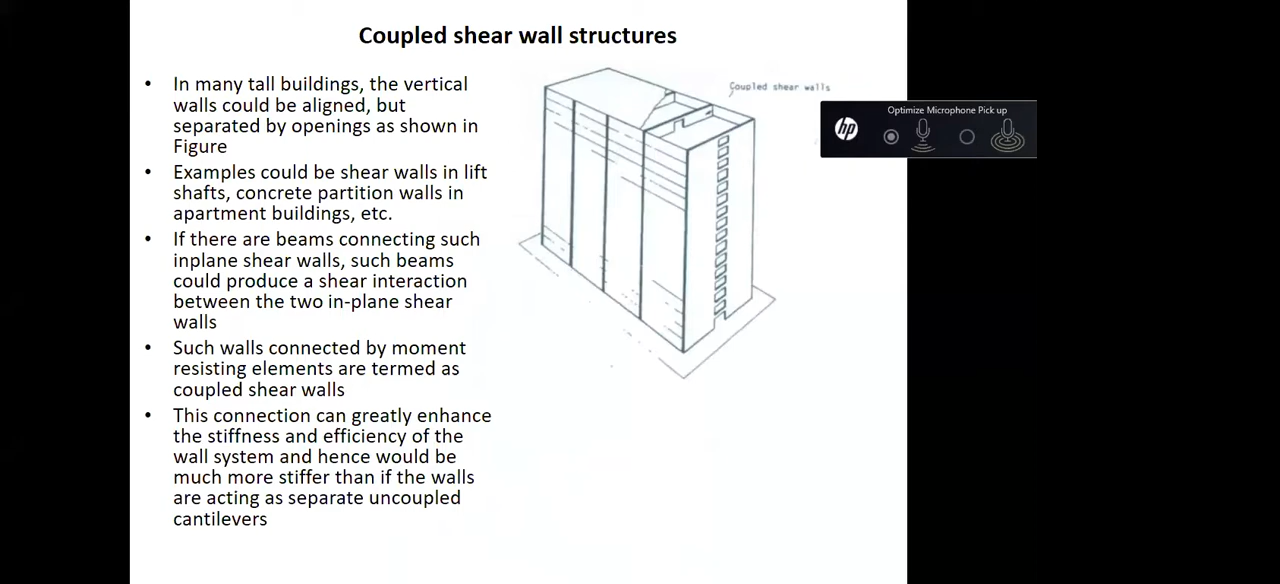 Coupled shear wall structures
• In many tall buildings, the vertical
walls could be aligned, but
separated by openings as shown in
Figure
• Examples could be shear walls in lift
shafts, concrete partition walls in
apartment buildings, etc.
• If there are beams connecting such
inplane shear walls, such beams
could produce a shear interaction
between the two in-plane shear
walls
• Such walls connected by moment
resisting elements are termed as
coupled shear walls
• This connection can greatly enhance
the stiffness and efficiency of the
wall system and hence would be
much more stiffer than if the walls
are acting as separate uncoupled
cantilevers
Coupled shear walls
Optimize Microphone Pick up
hp